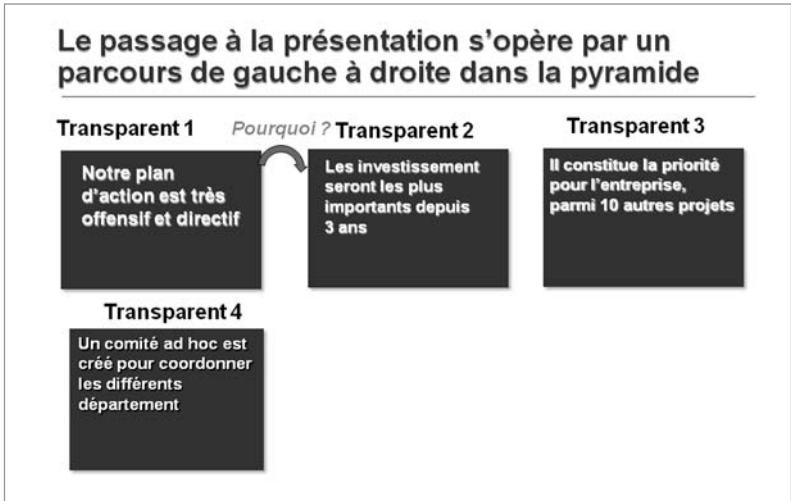 Le passage à la présentation s'opère par un
parcours de gauche à droite dans la pyramide
Transparent 1
Pourquoi ?
Transparent 2
Transparent 3
Notre plan
d'action est très
offensif et directif
Les investissement
seront les plus
importants depuis
3 ans
Il constitue la priorité
pour l'entreprise,
parmi 10 autres projets
Transparent 4
Un comité ad hoc est
créé pour coordonner
les différents
département